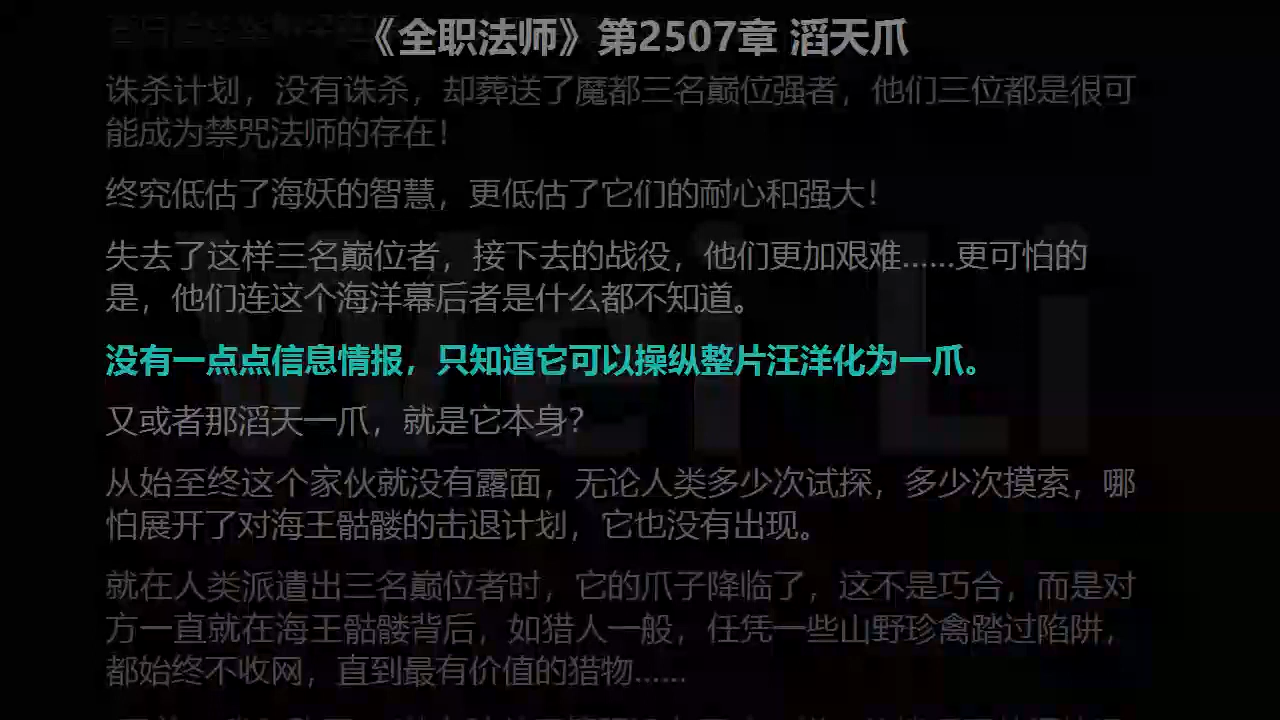 《全职法师》第2507章 滔天爪
诛杀计划，没有诛杀，却葬送了魔都三名巅位强者，他们三位都是很可
能成为禁咒法师的存在！
终究低估了海妖的智慧，更低估了它们的耐心和强大！
失去了这样三名巅位者，接下去的战役，他们更加艰难......更可怕的
是，他们连这个海洋幕后者是什么都不知道。
没有一点点信息情报，只知道它可以操纵整片汪洋化为一爪。
又或者那滔天一爪，就是它本身？
从始至终这个家伙就没有露面，无论人类多少次试探，多少次摸索，哪
怕展开了对海王骷髅的击退计划，它也没有出现。
就在人类派遣出三名巅位者时，它的爪子降临了，这不是巧合，而是对
方一直就在海王骷髅背后，如猎人一般，任凭一些山野珍禽踏过陷阱，
都始终不收网，直到最有价值的猎物......
Wei Li